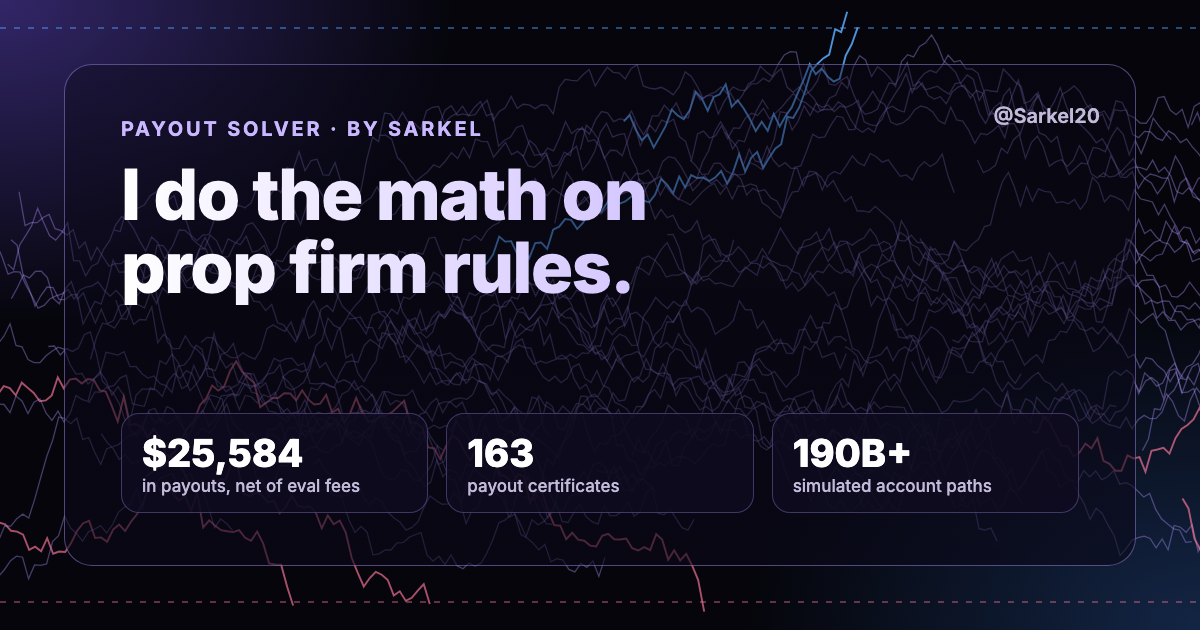 PAYOUT SOLVER · BY SARKEL
@Sarkel20
I do the math on
prop firm rules.
$25,584
in payouts, net of eval fees
163
payout certificates
190B+
simulated account paths